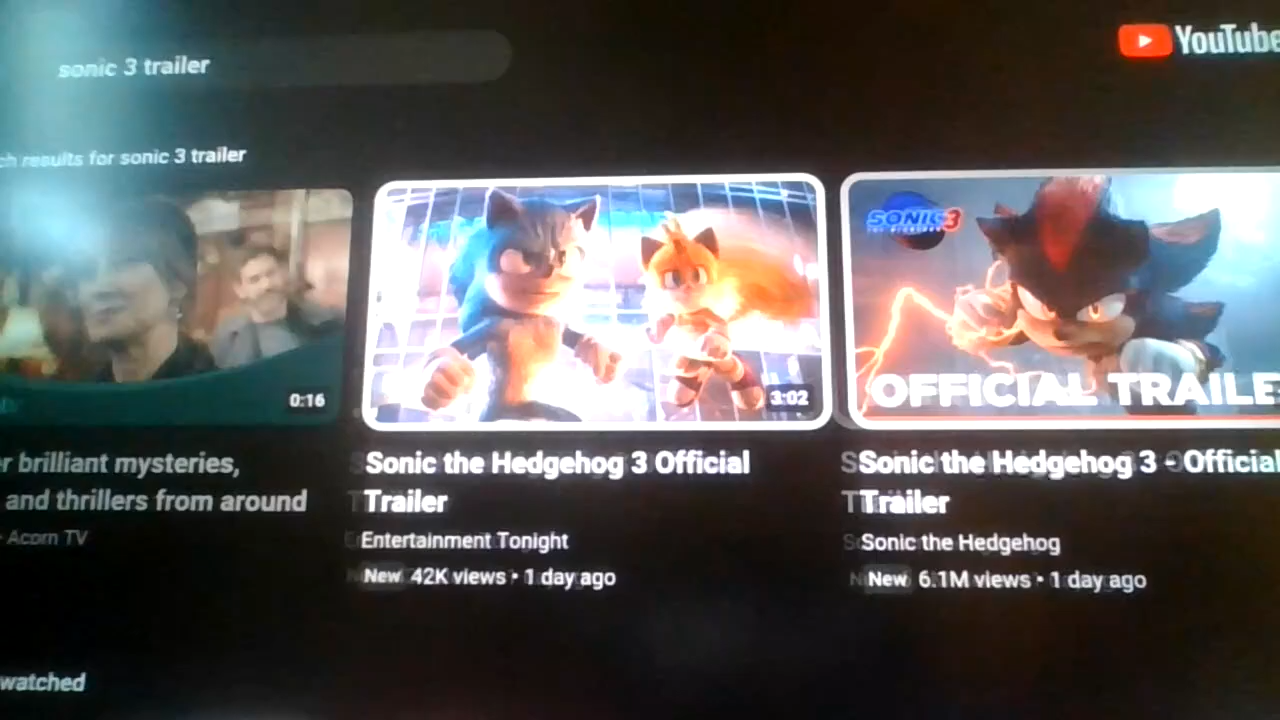 sonic 3 trailer
YouTube
results for sonic 3 trailer
SONIC 3
OFFICIAL TRAILE
0:16
3:02
brilliant mysteries,
and thrillers from around
Acorn TV
Sonic the Hedgehog 3 Official
Trailer
Entertainment Tonight
New 42K views • 1 day ago
Sonic the Hedgehog 3 - Official
Trailer
Sonic the Hedgehog
New 6.1M views • 1 day ago
watched